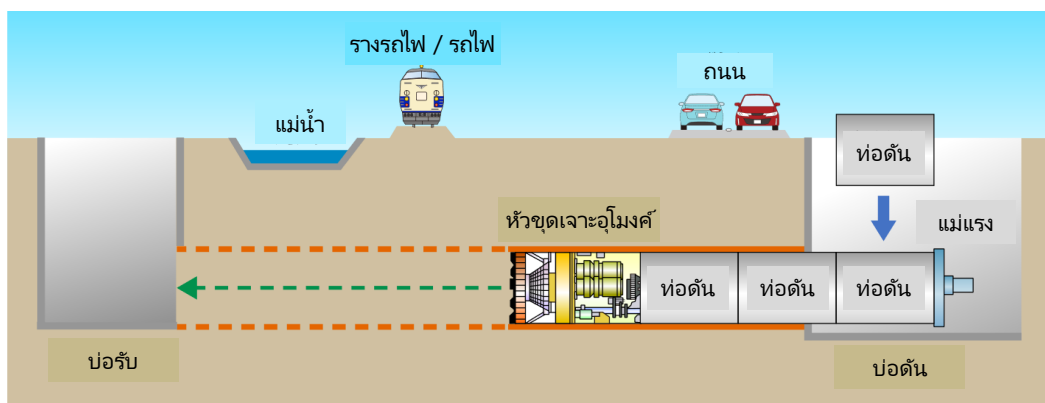 รางรถไฟ / รถไฟ
ถนน
แม่น้ำ
ท่อดัน
หัวขุดเจาะอุโมงค์
แม่แรง
ท่อดัน
ท่อดัน
ท่อดัน
บ่อรับ
บ่อดัน